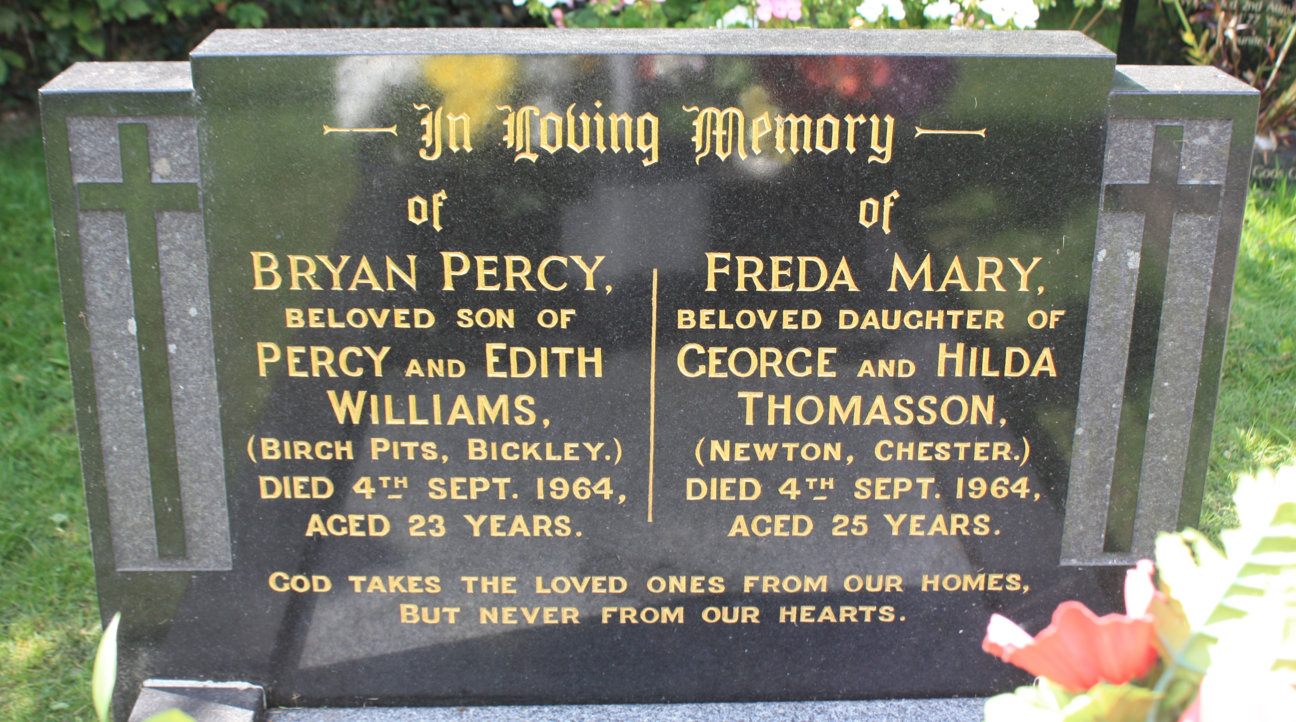 In Loving Memory
of
BRYAN PERCY,
BELOVED SON OF
PERCY AND EDITH
WILLIAMS,
(BIRCH PITS, BICKLEY.)
DIED 4TH SEPT. 1964,
AGED 23 YEARS.
of
FREDA MARY,
BELOVED DAUGHTER OF
GEORGE AND HILDA
THOMASSON,
(NEWTON, CHESTER.)
DIED 4TH SEPT. 1964,
AGED 25 YEARS.
GOD TAKES THE LOVED ONES FROM OUR HOMES,
BUT NEVER FROM OUR HEARTS.